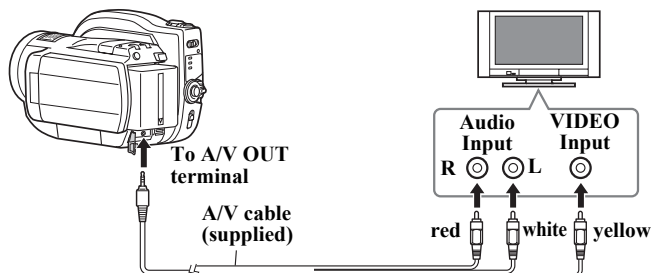 Audio Input
VIDEO Input
R
L
To A/V OUT
terminal
A/V cable
(supplied)
red
white
yellow